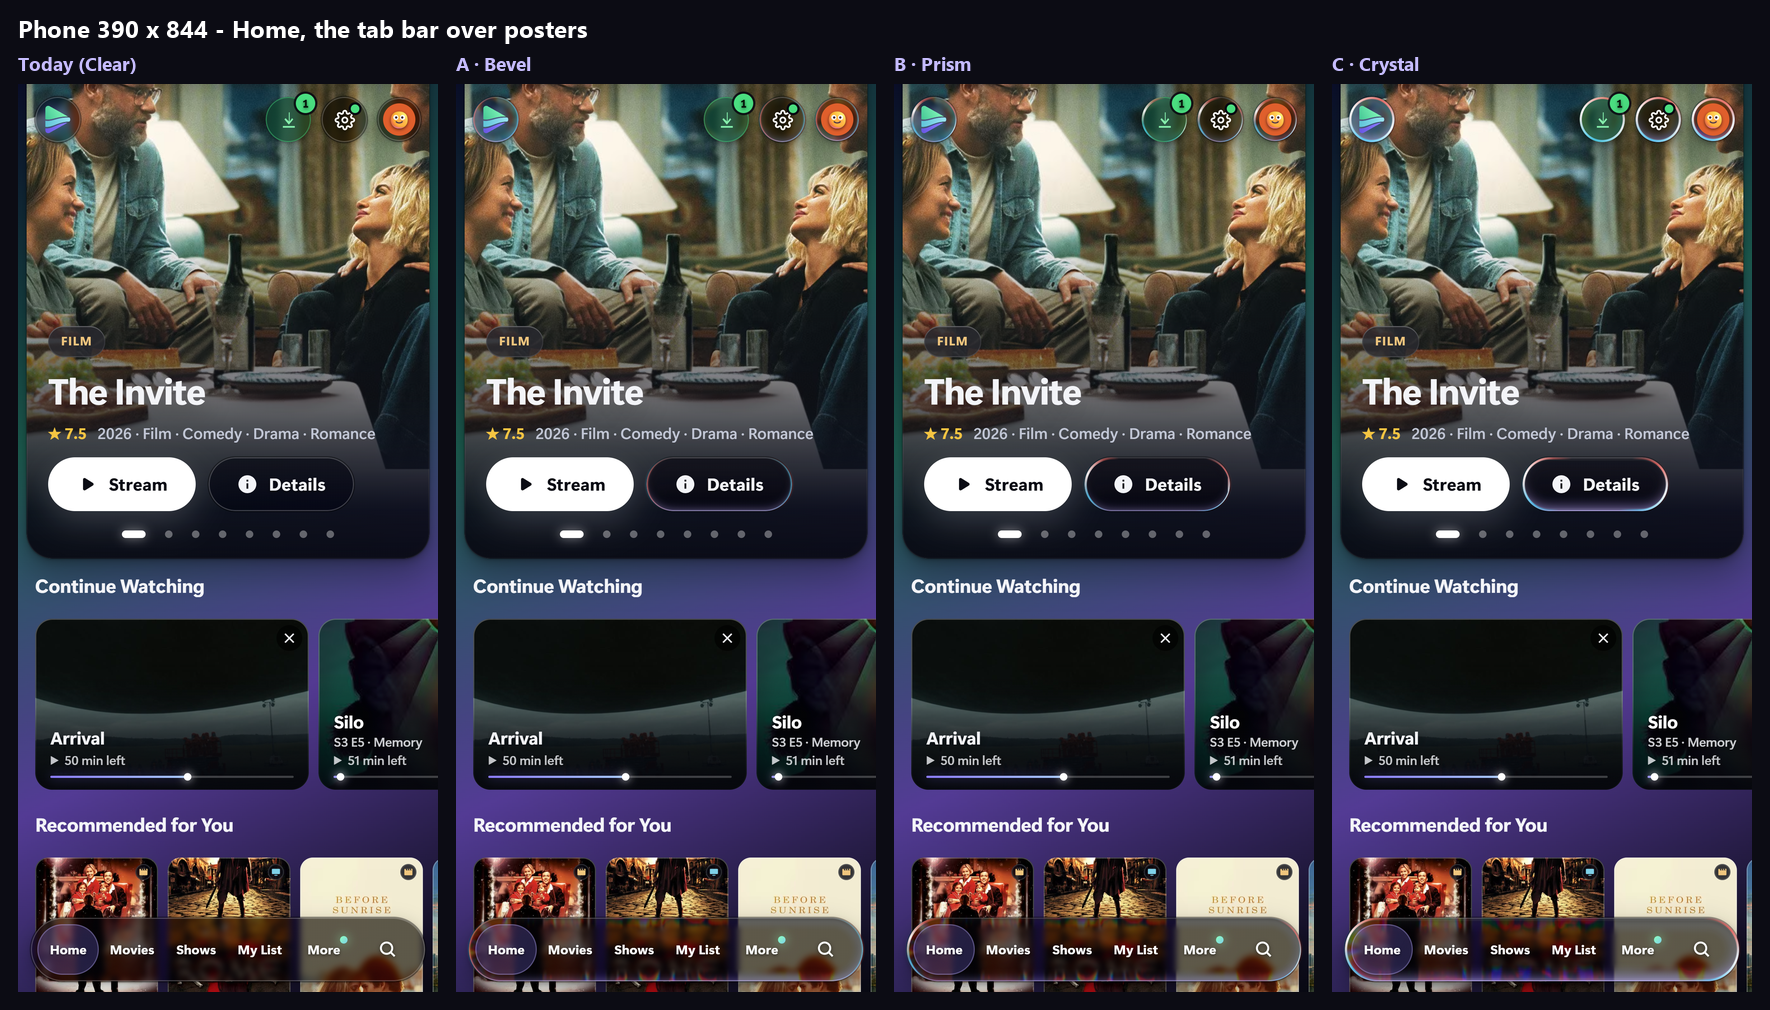 Phone 390 x 844 - Home, the tab bar over posters
Today (Clear)
1
FILM
The Invite
★ 7.5 2026 · Film · Comedy · Drama · Romance
Stream Details
Continue Watching
Arrival
50 min left
Silo
S3 E5 · Memory
51 min left
Recommended for You
BEFORE
SUNRISE
Home Movies Shows My List More
A · Bevel
1
FILM
The Invite
★ 7.5 2026 · Film · Comedy · Drama · Romance
Stream Details
Continue Watching
Arrival
50 min left
Silo
S3 E5 · Memory
51 min left
Recommended for You
BEFORE
SUNRISE
Home Movies Shows My List More
B · Prism
1
FILM
The Invite
★ 7.5 2026 · Film · Comedy · Drama · Romance
Stream Details
Continue Watching
Arrival
50 min left
Silo
S3 E5 · Memory
51 min left
Recommended for You
BEFORE
SUNRISE
Home Movies Shows My List More
C · Crystal
1
FILM
The Invite
★ 7.5 2026 · Film · Comedy · Drama · Romance
Stream Details
Continue Watching
Arrival
50 min left
Silo
S3 E5 · Memory
51 min left
Recommended for You
BEFORE
SUNRISE
Home Movies Shows My List More